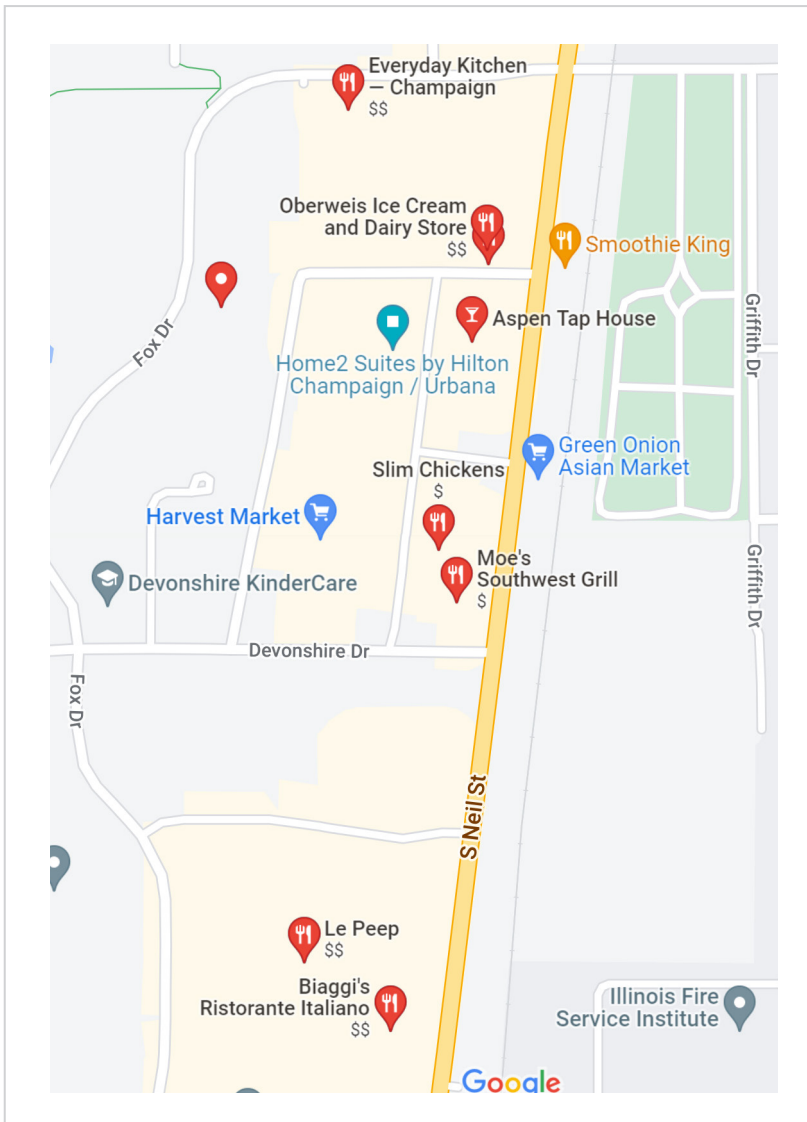 Everyday Kitchen
— Champaign
$$
Oberweis Ice Cream
and Dairy Store
$$
Smoothie King
Fox Dr
Aspen Tap House
Griffith Dr
Home2 Suites by Hilton
Champaign / Urbana
Green Onion
Asian Market
Slim Chickens
$
Harvest Market
Moe's
Southwest Grill
$
Devonshire KinderCare
Griffith Dr
Devonshire Dr
Fox Dr
S Neil St
Le Peep
$$
Biaggi's
Ristorante Italiano
$$
Illinois Fire
Service Institute
Google